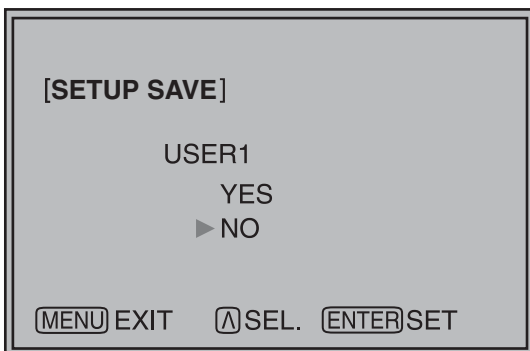 [SETUP SAVE]
USER1
YES
▶ NO
MENU EXIT ∧ SEL. ENTER SET